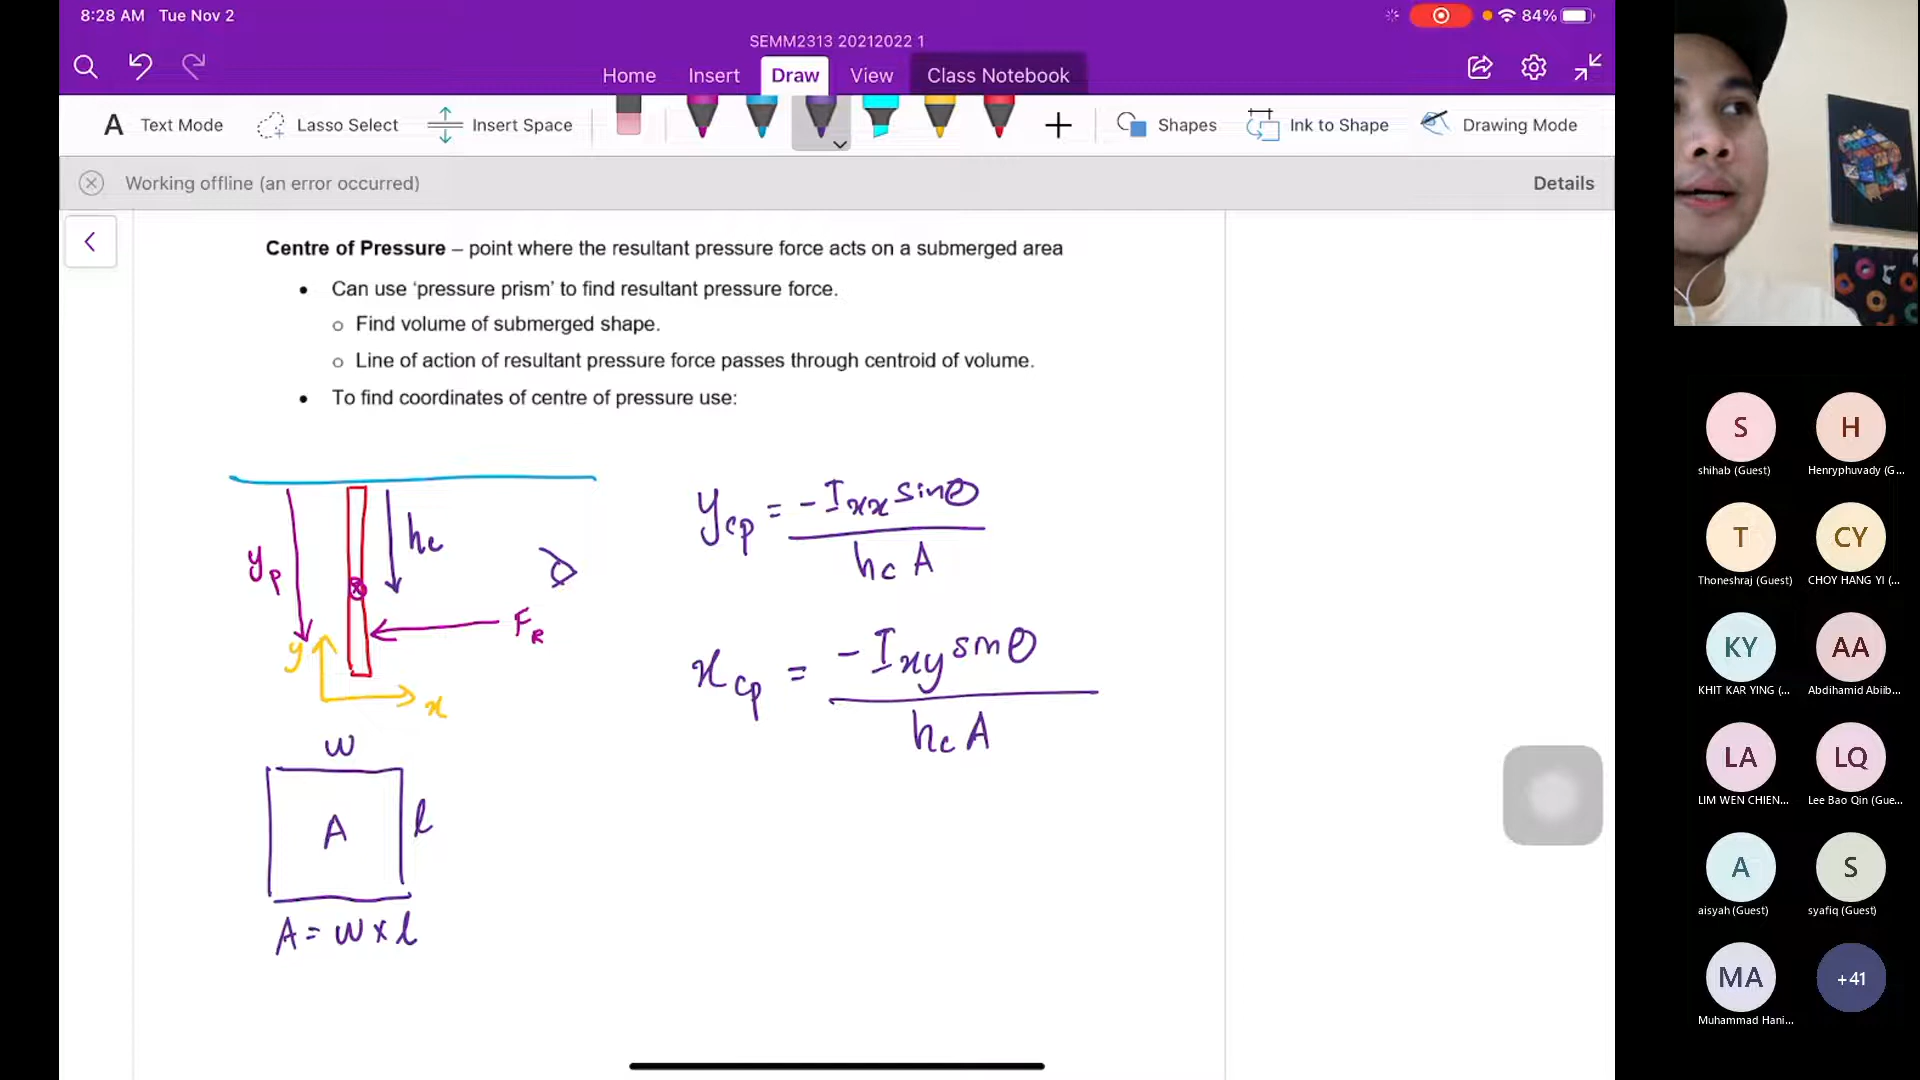 8:28 AM Tue Nov 2
84%
SEMM2313 20212022 1
Home Insert Draw View Class Notebook
A Text Mode Lasso Select Insert Space Shapes Ink to Shape Drawing Mode
Working offline (an error occurred) Details
Centre of Pressure – point where the resultant pressure force acts on a submerged area
• Can use ‘pressure prism’ to find resultant pressure force.
o Find volume of submerged shape.
o Line of action of resultant pressure force passes through centroid of volume.
• To find coordinates of centre of pressure use:
y_p
h_c
F_R
y
x
w
A
l
A = w × l
y_cp = -I_xx sinθ / h_c A
x_cp = -I_xy sinθ / h_c A
S H
shihab (Guest) Henryphuvady (G...
T CY
Thoneshraj (Guest) CHOY HANG YI (...
KY AA
KHIT KAR YING (... Abdihamid Abiib...
LA LQ
LIM WEN CHIEN... Lee Bao Qin (Gue...
A S
aisyah (Guest) syafiq (Guest)
MA +41
Muhammad Hani...